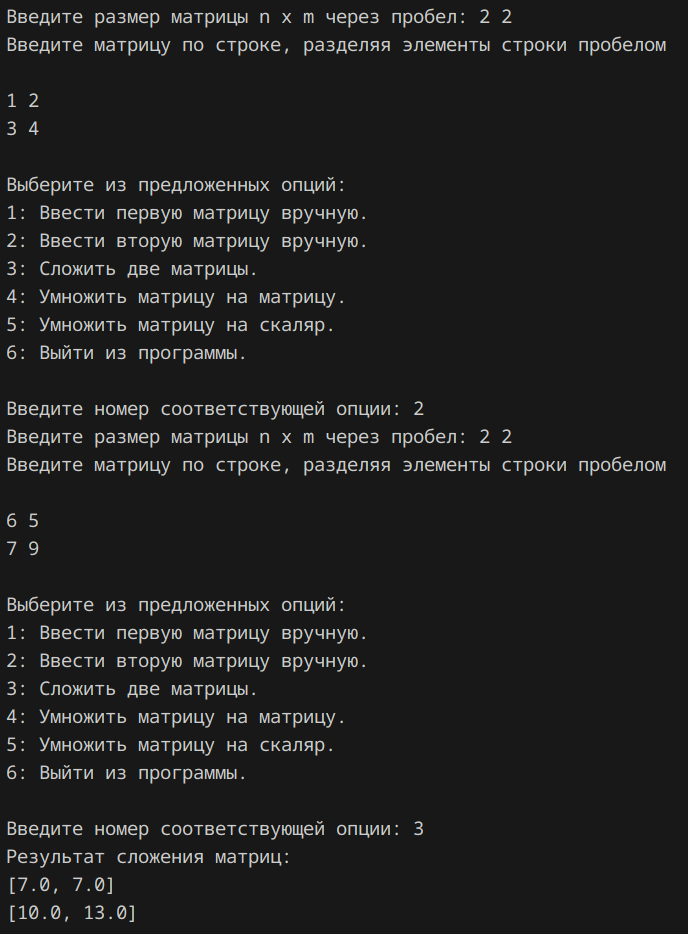 Введите размер матрицы n x m через пробел: 2 2
Введите матрицу по строке, разделяя элементы строки пробелом
1 2
3 4
Выберите из предложенных опций:
1: Ввести первую матрицу вручную.
2: Ввести вторую матрицу вручную.
3: Сложить две матрицы.
4: Умножить матрицу на матрицу.
5: Умножить матрицу на скаляр.
6: Выйти из программы.
Введите номер соответствующей опции: 2
Введите размер матрицы n x m через пробел: 2 2
Введите матрицу по строке, разделяя элементы строки пробелом
6 5
7 9
Выберите из предложенных опций:
1: Ввести первую матрицу вручную.
2: Ввести вторую матрицу вручную.
3: Сложить две матрицы.
4: Умножить матрицу на матрицу.
5: Умножить матрицу на скаляр.
6: Выйти из программы.
Введите номер соответствующей опции: 3
Результат сложения матриц:
[7.0, 7.0]
[10.0, 13.0]